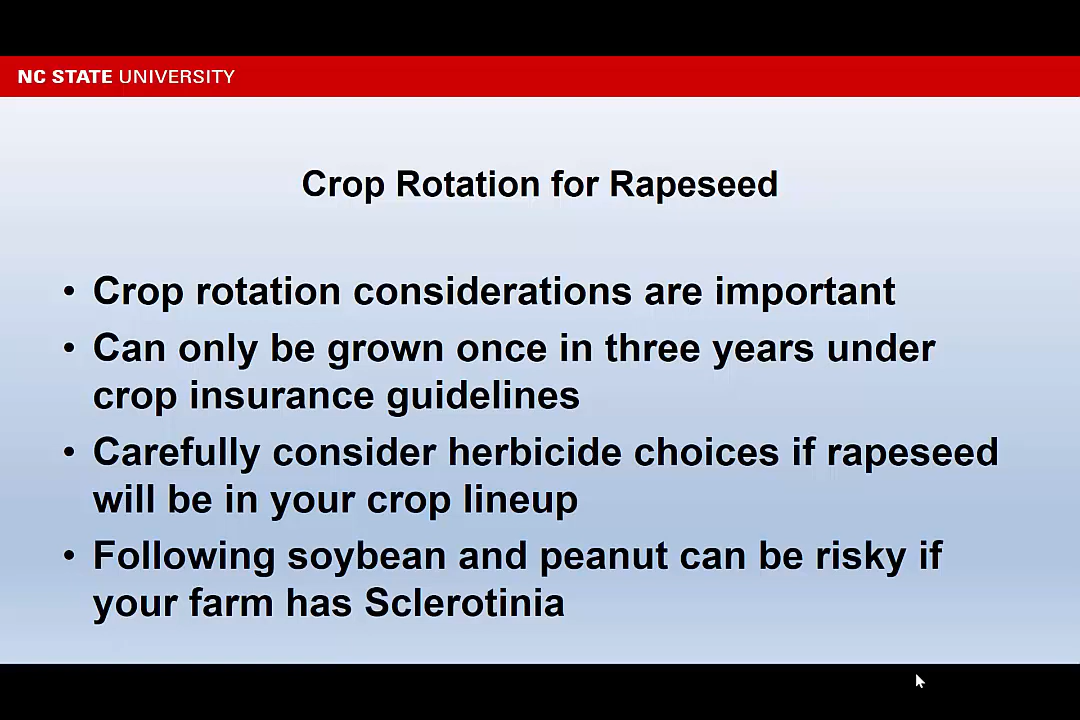 NC STATE UNIVERSITY
Crop Rotation for Rapeseed
• Crop rotation considerations are important
• Can only be grown once in three years under
crop insurance guidelines
• Carefully consider herbicide choices if rapeseed
will be in your crop lineup
• Following soybean and peanut can be risky if
your farm has Sclerotinia